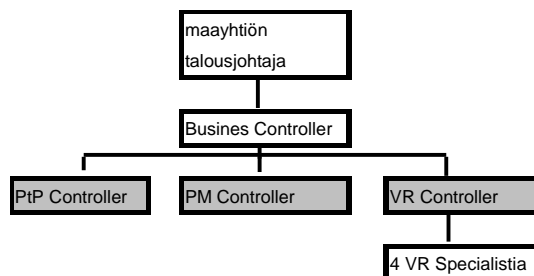 maayhtiön
talousjohtaja
Busines Controller
PtP Controller
PM Controller
VR Controller
4 VR Specialistia